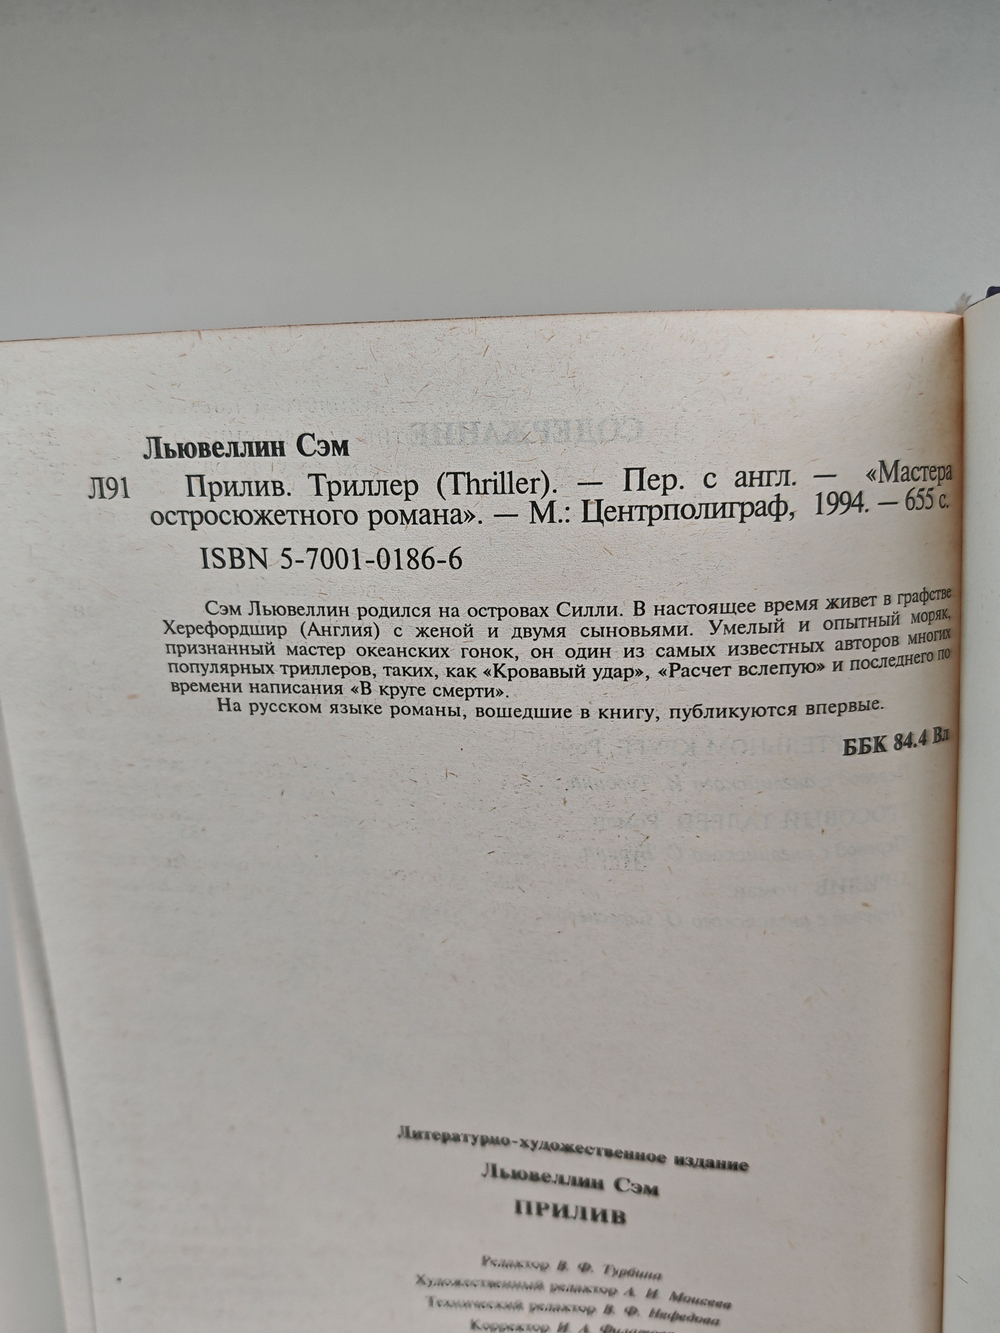 Льювеллин Сэм
Л91 Прилив. Триллер (Thriller). — Пер. с англ. — «Мастера
остросюжетного романа». — М.: Центрполиграф, 1994. — 655 с.
ISBN 5-7001-0186-6
Сэм Льювеллин родился на островах Силли. В настоящее время живет в графстве
Херефордшир (Англия) с женой и двумя сыновьями. Умелый и опытный моряк,
признанный мастер океанских гонок, он один из самых известных авторов многих
популярных триллеров, таких, как «Кровавый удар», «Расчет вслепую» и последнего по
времени написания «В круге смерти».
На русском языке романы, вошедшие в книгу, публикуются впервые.
ББК 84.4 Вл
Литературно-художественное издание
Льювеллин Сэм
ПРИЛИВ
Редактор В. Ф. Турбина
Художественный редактор А. И. Моисеев
Технический редактор В. Ф. Нефедова
Корректор И. А.